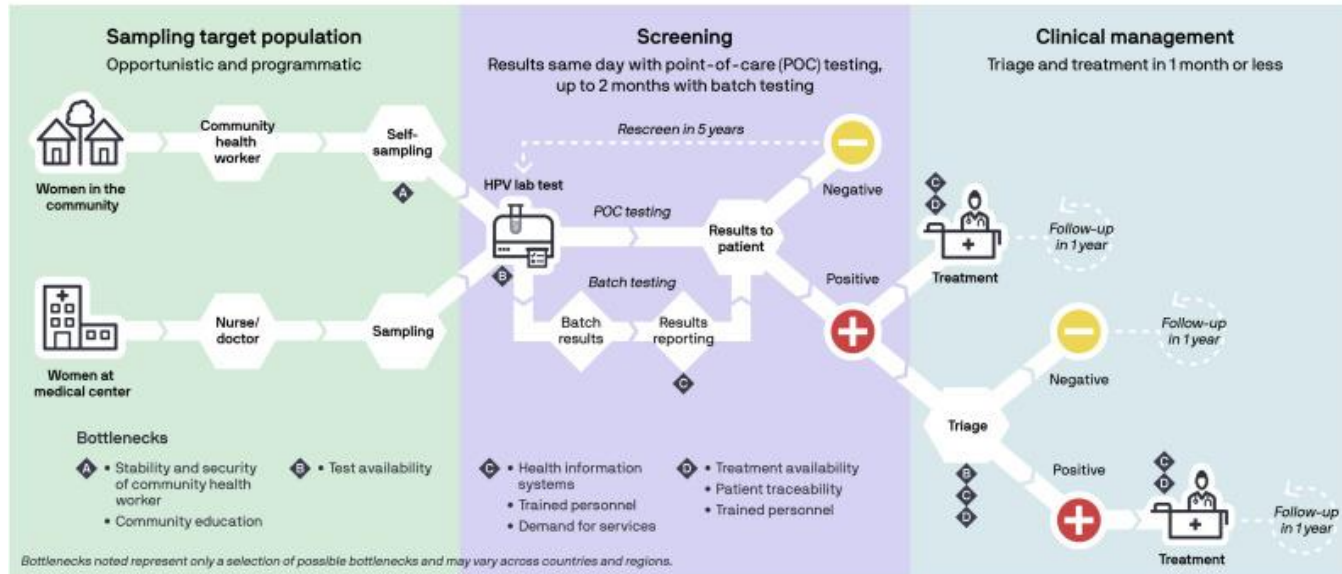 Sampling target population
Opportunistic and programmatic
Women in the
community
Community
health
worker
Self-
sampling
A
Women at
medical center
Nurse/
doctor
Sampling
Bottlenecks
A • Stability and security
of community health
worker
• Community education
B • Test availability
Screening
Results same day with point-of-care (POC) testing,
up to 2 months with batch testing
Rescreen in 5 years
HPV lab test
B
POC testing
Batch testing
Batch
results
Results
reporting
C
Results to
patient
Negative
Positive
C • Health information
systems
• Trained personnel
• Demand for services
D • Treatment availability
• Patient traceability
• Trained personnel
Clinical management
Triage and treatment in 1 month or less
C
D
Treatment
Follow-up
in 1 year
Triage
B
C
D
Negative
Follow-up
in 1 year
Positive
C
D
Treatment
Follow-up
in 1 year
Bottlenecks noted represent only a selection of possible bottlenecks and may vary across countries and regions.